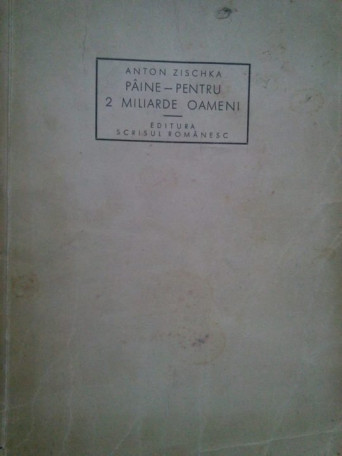 ANTON ZISCHKA
PÂINE — PENTRU
2 MILIARDE OAMENI
EDITURA
SCRISUL ROMÂNESC